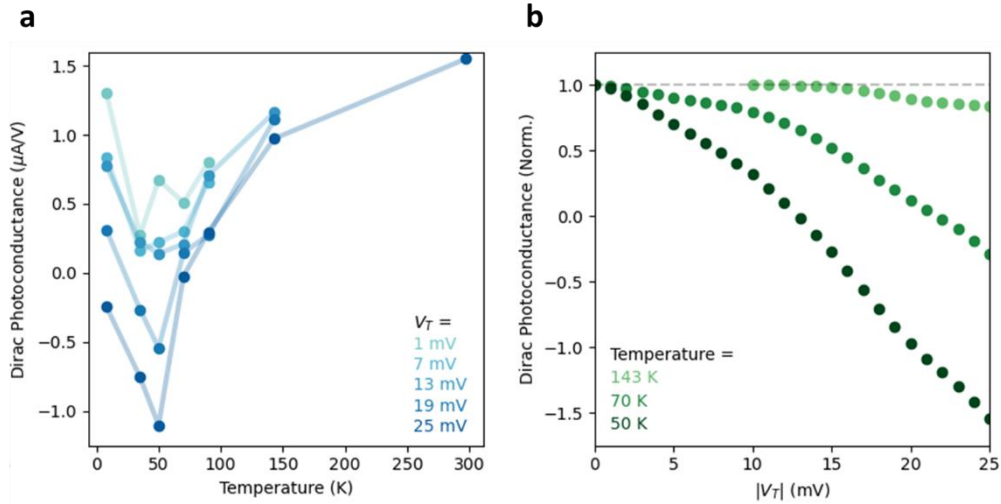 a
b
Dirac Photoconductance (μA/V)
1.5
1.0
0.5
0.0
−0.5
−1.0
V_T =
1 mV
7 mV
13 mV
19 mV
25 mV
0 50 100 150 200 250 300
Temperature (K)
Dirac Photoconductance (Norm.)
1.0
0.5
0.0
−0.5
−1.0
−1.5
Temperature =
143 K
70 K
50 K
0 5 10 15 20 25
|V_T| (mV)